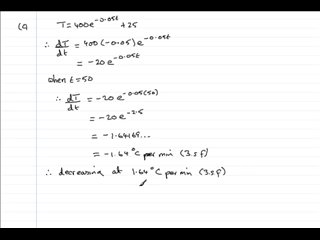 (c) T = 400e^{-0.05t} + 25
∴ dT/dt = 400(-0.05)e^{-0.05t}
= -20e^{-0.05t}
when t = 50
∴ dT/dt = -20e^{-0.05(50)}
= -20e^{-2.5}
= -1.64169...
= -1.64°C per min (3.s.f)
∴ decreasing at 1.64°C per min (3.s.f)